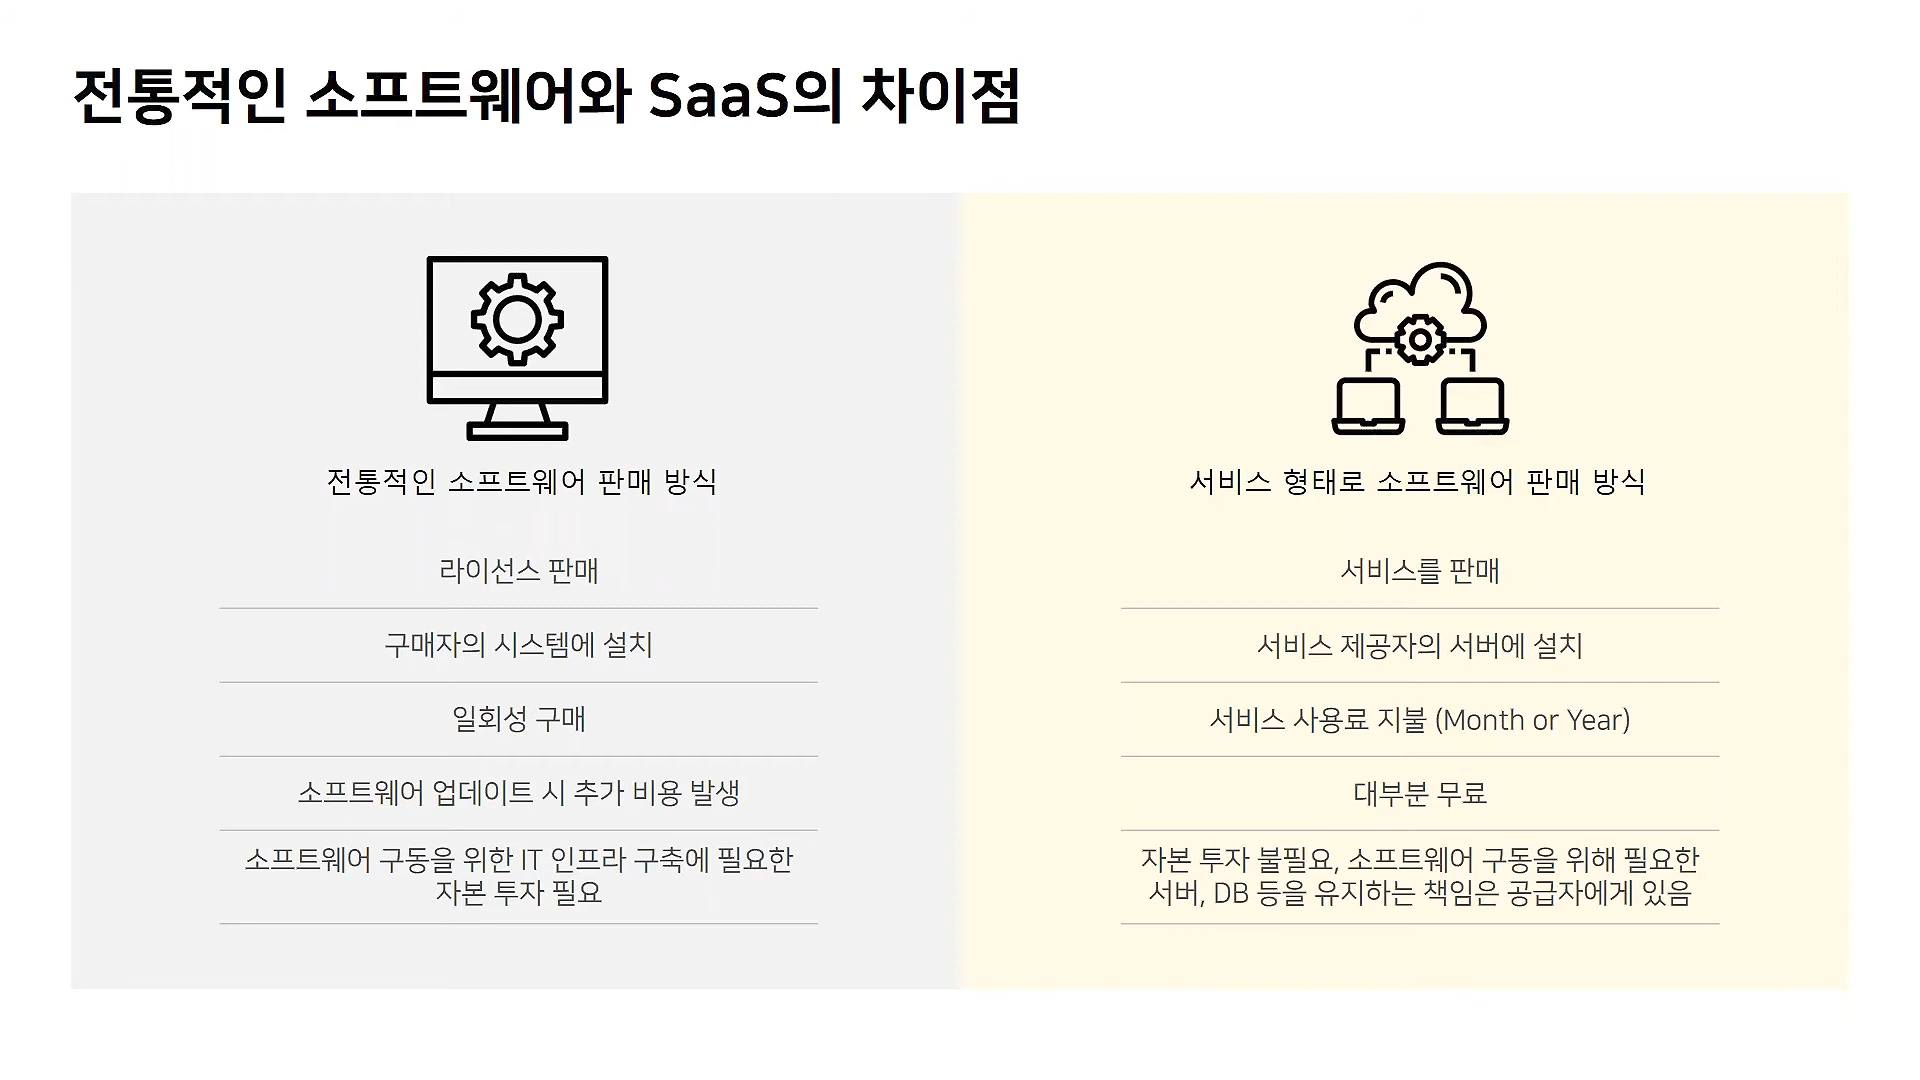 전통적인 소프트웨어와 SaaS의 차이점
전통적인 소프트웨어 판매 방식
라이선스 판매
구매자의 시스템에 설치
일회성 구매
소프트웨어 업데이트 시 추가 비용 발생
소프트웨어 구동을 위한 IT 인프라 구축에 필요한
자본 투자 필요
서비스 형태로 소프트웨어 판매 방식
서비스를 판매
서비스 제공자의 서버에 설치
서비스 사용료 지불 (Month or Year)
대부분 무료
자본 투자 불필요, 소프트웨어 구동을 위해 필요한
서버, DB 등을 유지하는 책임은 공급자에게 있음